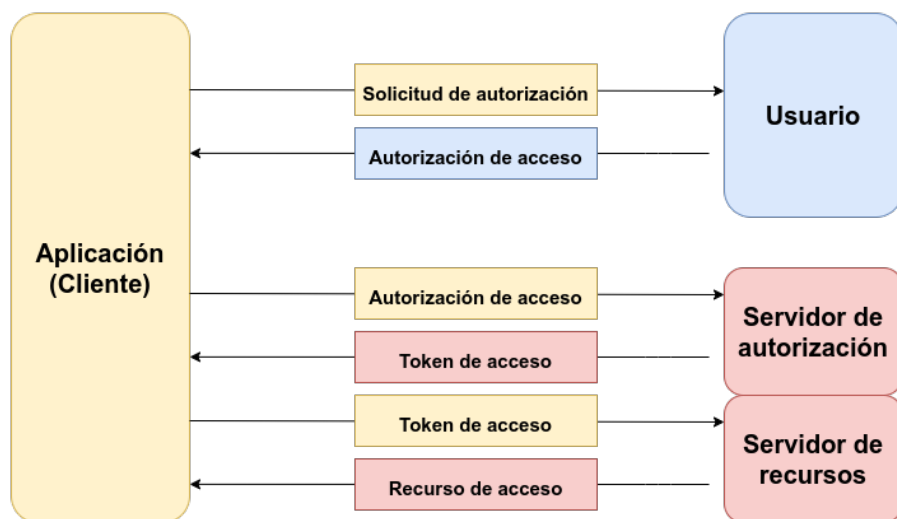 Solicitud de autorización
Usuario
Autorización de acceso
Aplicación
(Cliente)
Autorización de acceso
Servidor de
autorización
Token de acceso
Token de acceso
Servidor de
recursos
Recurso de acceso